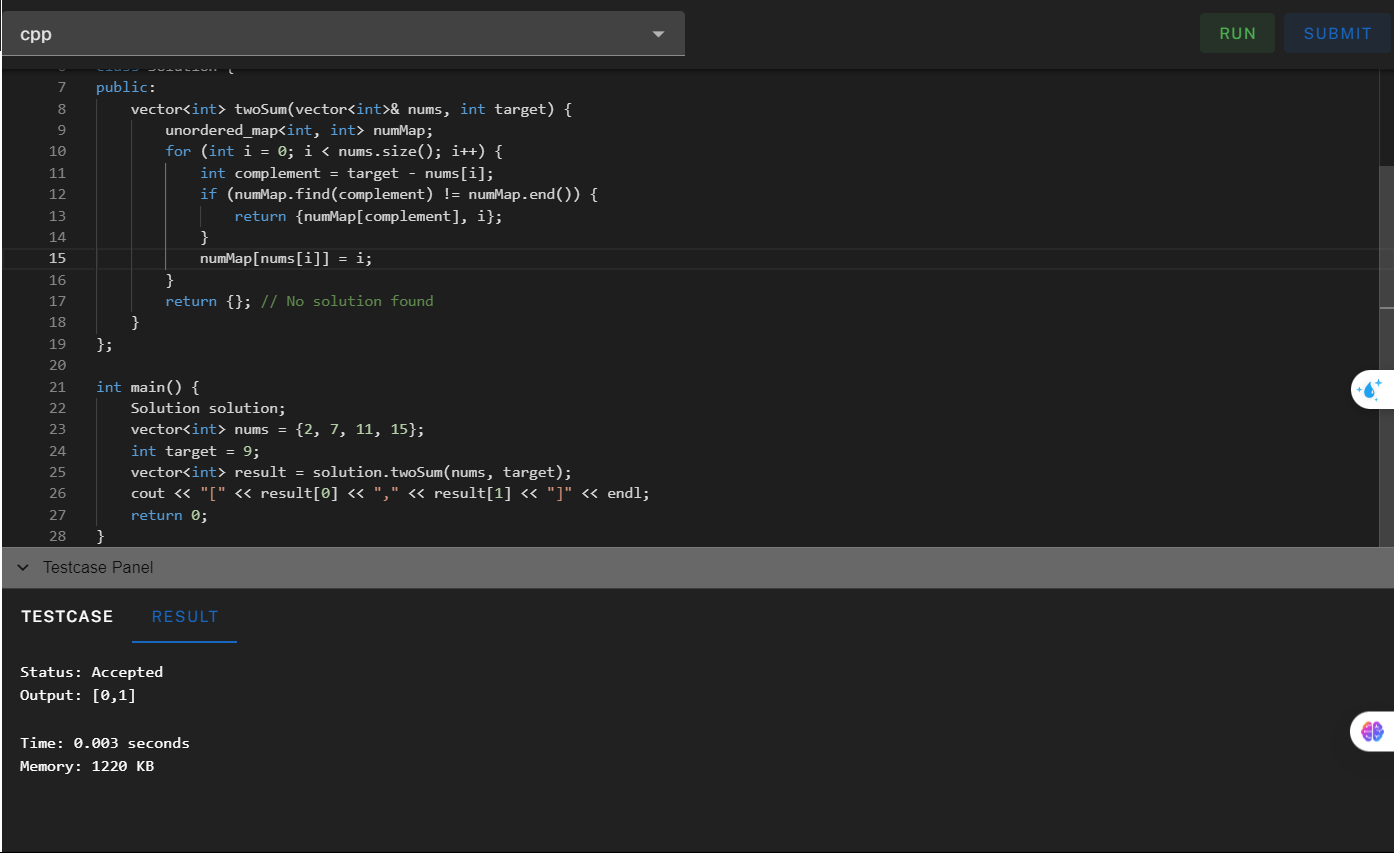 cpp
RUN
SUBMIT
6 class Solution {
7 public:
8 vector<int> twoSum(vector<int>& nums, int target) {
9 unordered_map<int, int> numMap;
10 for (int i = 0; i < nums.size(); i++) {
11 int complement = target - nums[i];
12 if (numMap.find(complement) != numMap.end()) {
13 return {numMap[complement], i};
14 }
15 numMap[nums[i]] = i;
16 }
17 return {}; // No solution found
18 }
19 };
20
21 int main() {
22 Solution solution;
23 vector<int> nums = {2, 7, 11, 15};
24 int target = 9;
25 vector<int> result = solution.twoSum(nums, target);
26 cout << "[" << result[0] << "," << result[1] << "]" << endl;
27 return 0;
28 }
Testcase Panel
TESTCASE
RESULT
Status: Accepted
Output: [0,1]
Time: 0.003 seconds
Memory: 1220 KB